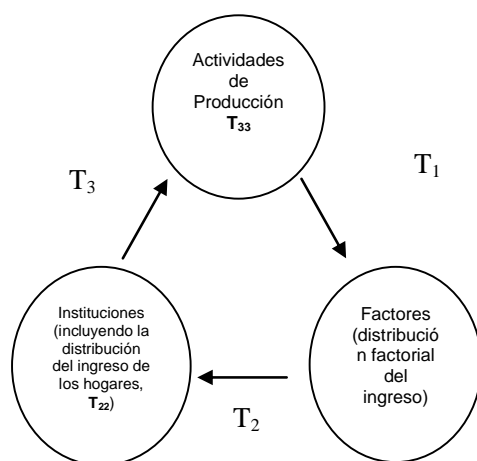 Actividades
de
Producción
T₃₃
T₃
T₁
Instituciones
(incluyendo la
distribución
del ingreso de
los hogares,
T₂₂)
Factores
(distribució
n factorial
del
ingreso)
T₂